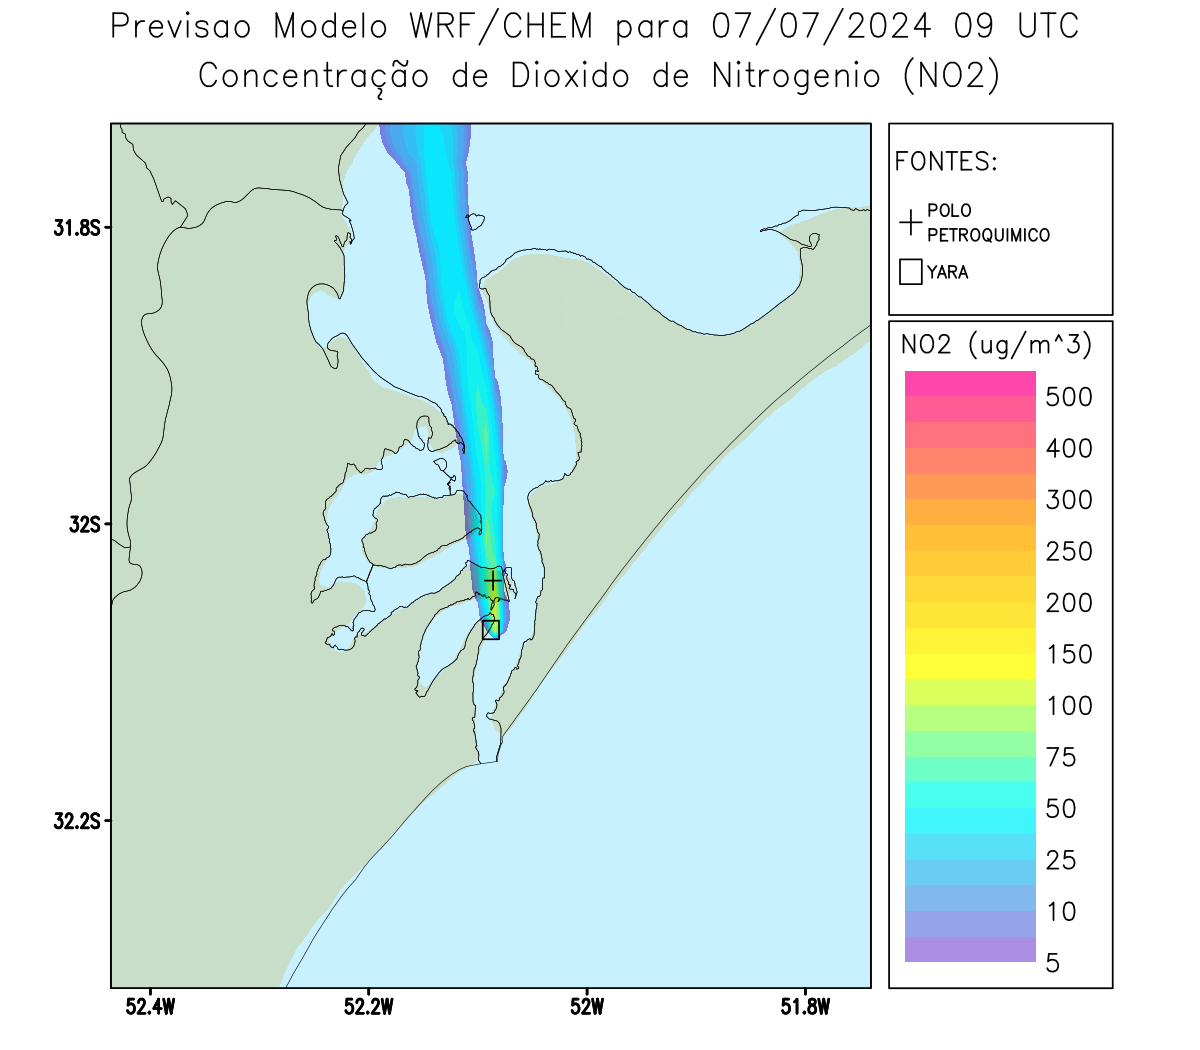 Previsao Modelo WRF/CHEM para 07/07/2024 09 UTC
Concentração de Dioxido de Nitrogenio (NO2)
FONTES:
POLO
PETROQUIMICO
YARA
31.8S
32S
32.2S
52.4W
52.2W
52W
51.8W
NO2 (ug/m^3)
500
400
300
250
200
150
100
75
50
25
10
5